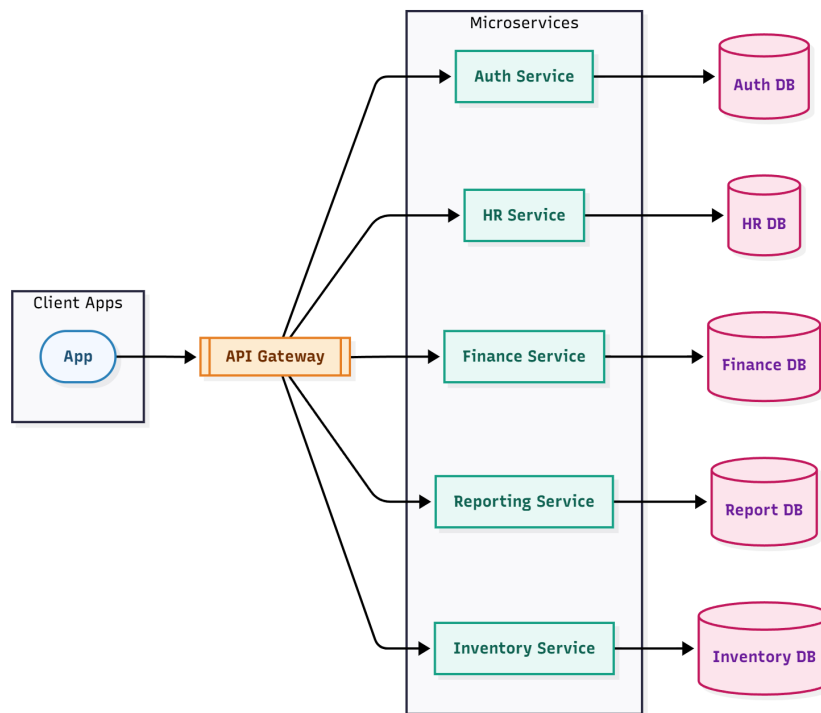 Microservices
Auth Service
Auth DB
HR Service
HR DB
Client Apps
App
API Gateway
Finance Service
Finance DB
Reporting Service
Report DB
Inventory Service
Inventory DB